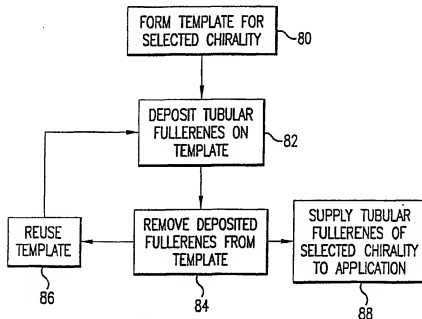 FORM TEMPLATE FOR
SELECTED CHIRALITY
80
DEPOSIT TUBULAR
FULLERENES ON
TEMPLATE
82
REUSE
TEMPLATE
86
REMOVE DEPOSITED
FULLERENES FROM
TEMPLATE
84
SUPPLY TUBULAR
FULLERENES OF
SELECTED CHIRALITY
TO APPLICATION
88